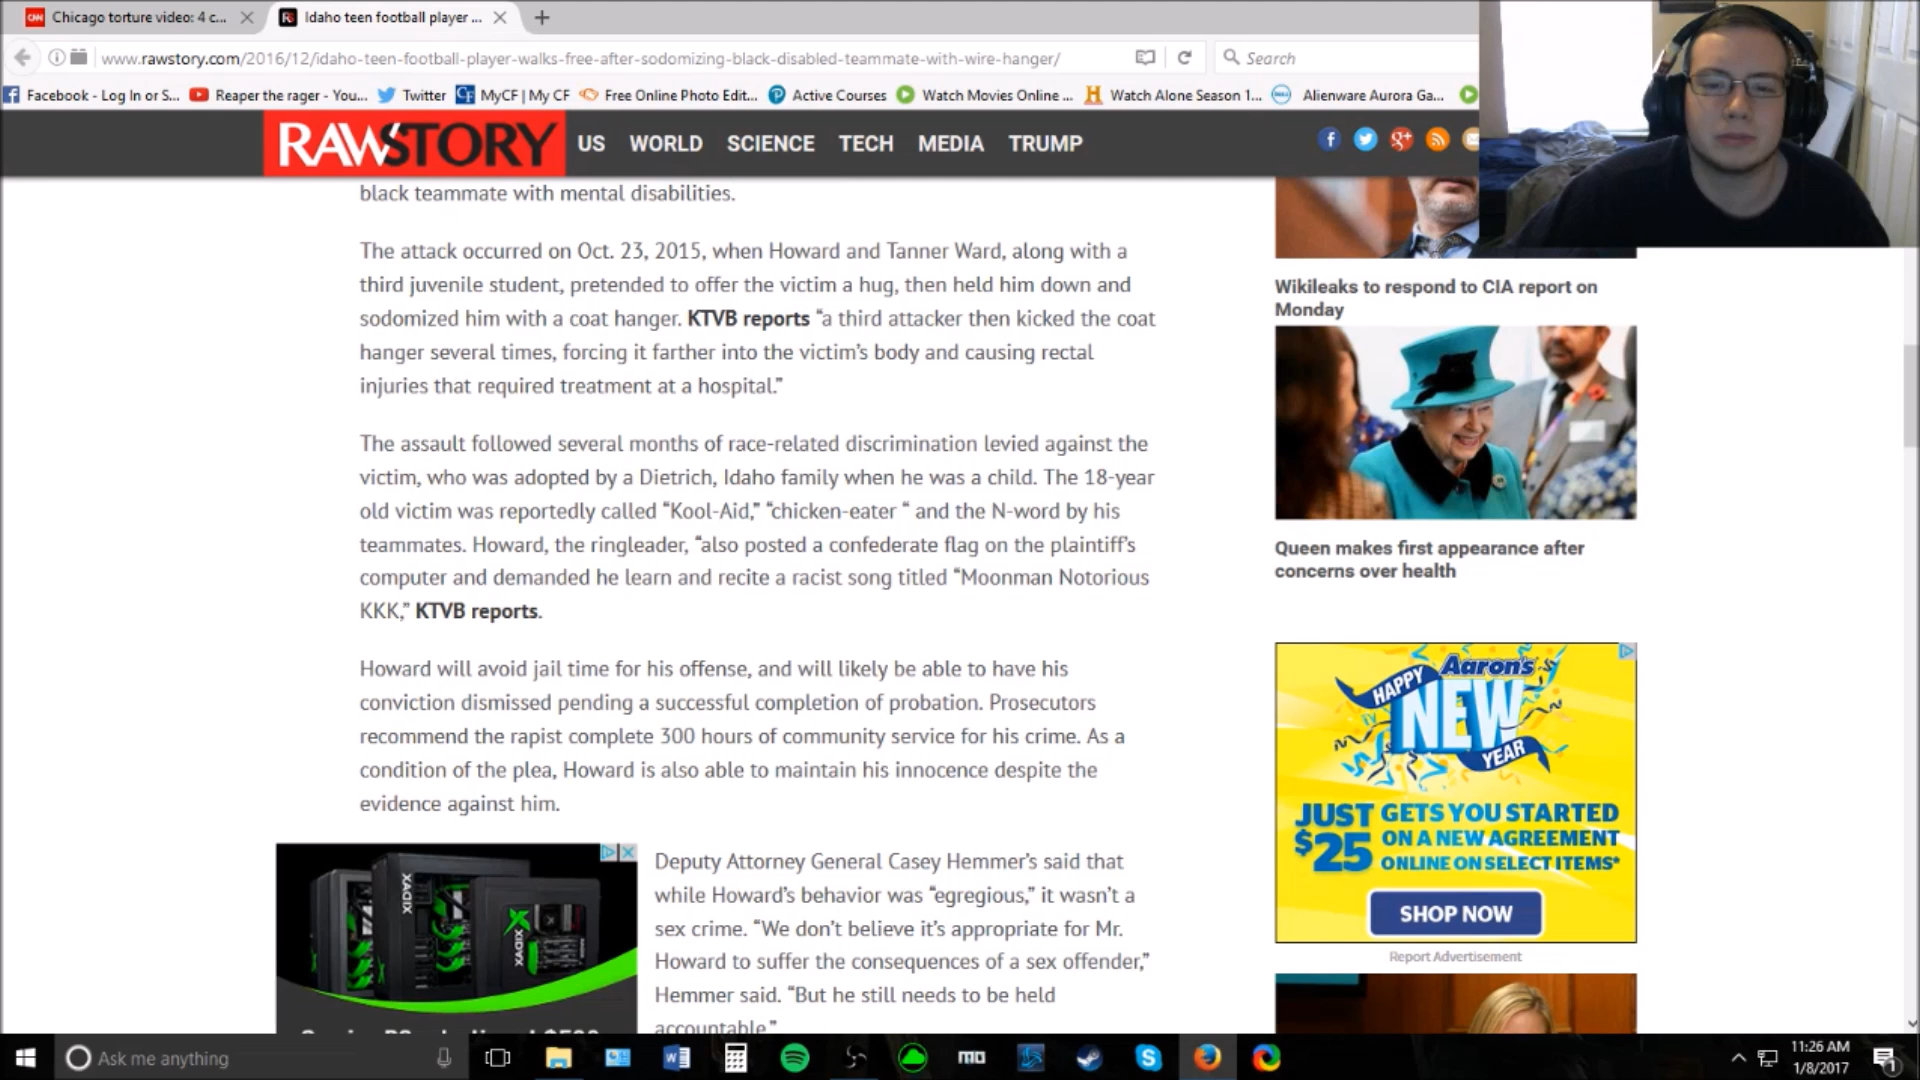 Chicago torture video: 4 c...
Idaho teen football player ...
www.rawstory.com/2016/12/idaho-teen-football-player-walks-free-after-sodomizing-black-disabled-teammate-with-wire-hanger/
Search
Facebook - Log In or S...
Reaper the rager - You...
Twitter
MyCF | My CF
Free Online Photo Edit...
Active Courses
Watch Movies Online ...
Watch Alone Season 1...
Alienware Aurora Ga...
RAWSTORY
US
WORLD
SCIENCE
TECH
MEDIA
TRUMP
black teammate with mental disabilities.
The attack occurred on Oct. 23, 2015, when Howard and Tanner Ward, along with a
third juvenile student, pretended to offer the victim a hug, then held him down and
sodomized him with a coat hanger. KTVB reports “a third attacker then kicked the coat
hanger several times, forcing it farther into the victim’s body and causing rectal
injuries that required treatment at a hospital.”
The assault followed several months of race-related discrimination levied against the
victim, who was adopted by a Dietrich, Idaho family when he was a child. The 18-year
old victim was reportedly called “Kool-Aid,” “chicken-eater “ and the N-word by his
teammates. Howard, the ringleader, “also posted a confederate flag on the plaintiff’s
computer and demanded he learn and recite a racist song titled “Moonman Notorious
KKK,” KTVB reports.
Howard will avoid jail time for his offense, and will likely be able to have his
conviction dismissed pending a successful completion of probation. Prosecutors
recommend the rapist complete 300 hours of community service for his crime. As a
condition of the plea, Howard is also able to maintain his innocence despite the
evidence against him.
Deputy Attorney General Casey Hemmer’s said that
while Howard’s behavior was “egregious,” it wasn’t a
sex crime. “We don’t believe it’s appropriate for Mr.
Howard to suffer the consequences of a sex offender,”
Hemmer said. “But he still needs to be held
accountable.”
XIDAX
XIDAX
Wikileaks to respond to CIA report on
Monday
Queen makes first appearance after
concerns over health
Aaron's
HAPPY
NEW
YEAR
JUST $25 GETS YOU STARTED
ON A NEW AGREEMENT
ONLINE ON SELECT ITEMS*
SHOP NOW
Report Advertisement
Ask me anything
11:26 AM
1/8/2017